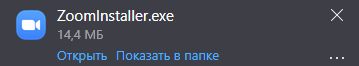 ZoomInstaller.exe
14,4 МБ
Открыть Показать в папке